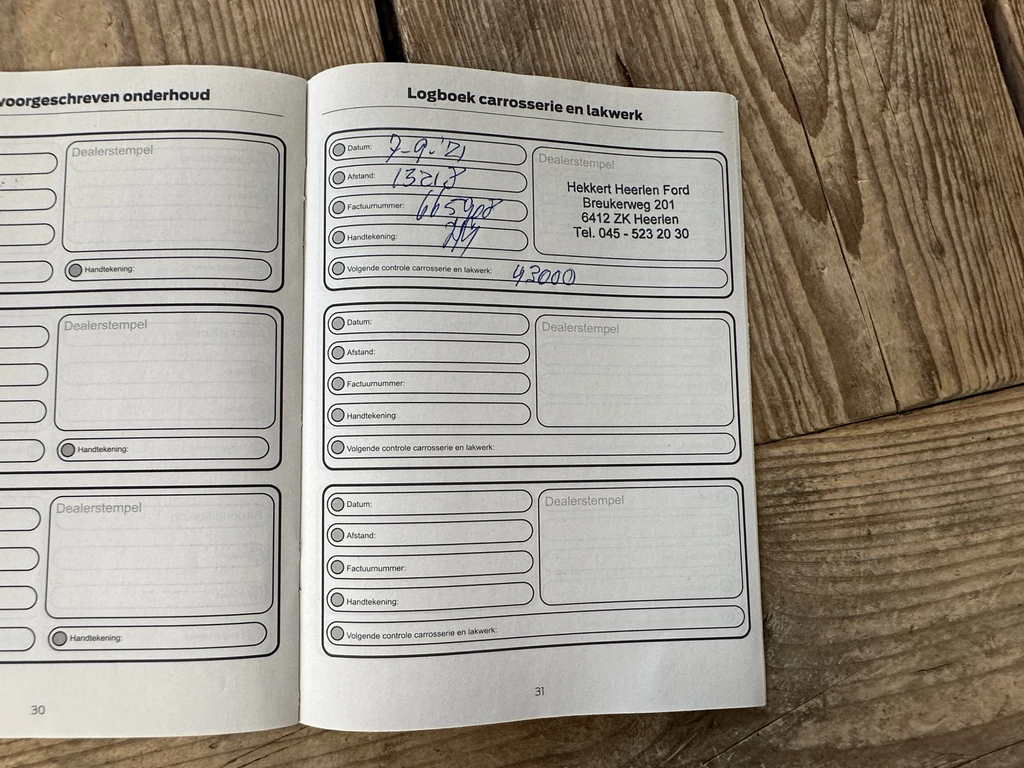 voorgeschreven onderhoud
Dealerstempel
Handtekening:
Dealerstempel
Handtekening:
Dealerstempel
Handtekening:
30
Logboek carrosserie en lakwerk
Datum: 7-9-'21
Afstand: 13218
Factuurnummer:
Handtekening:
Volgende controle carrosserie en lakwerk: 43000
Dealerstempel
Hekkert Heerlen Ford
Breukerweg 201
6412 ZK Heerlen
Tel. 045 - 523 20 30
Datum:
Afstand:
Factuurnummer:
Handtekening:
Volgende controle carrosserie en lakwerk:
Dealerstempel
Datum:
Afstand:
Factuurnummer:
Handtekening:
Volgende controle carrosserie en lakwerk:
Dealerstempel
31